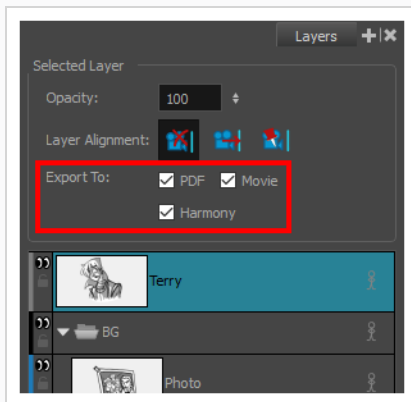 Layers
Selected Layer
Opacity: 100
Layer Alignment:
Export To: PDF Movie
Harmony
Terry
BG
Photo